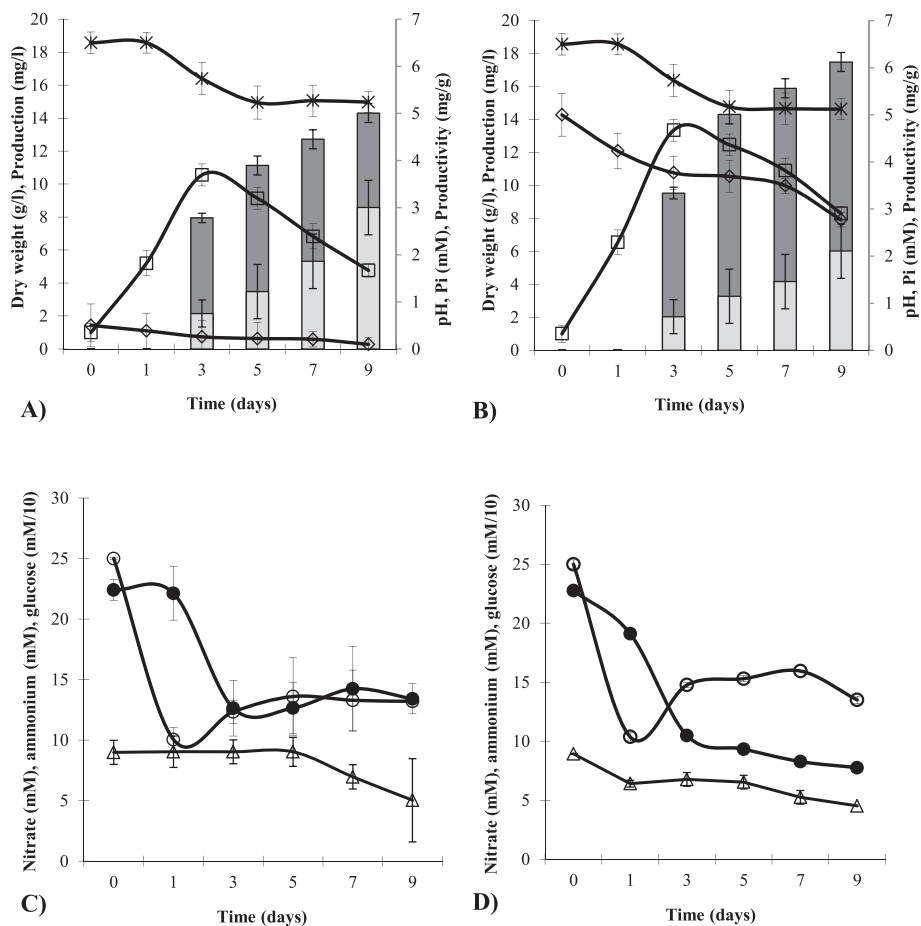 Dry weight (g/l), Production (mg/l)
20
18
16
14
12
10
8
6
4
2
0
7
6
5
4
3
2
1
0
pH, Pi (mM), Productivity (mg/g)
0 1 3 5 7 9
Time (days)
A)
Dry weight (g/l), Production (mg/l)
20
18
16
14
12
10
8
6
4
2
0
7
6
5
4
3
2
1
0
pH, Pi (mM), Productivity (mg/g)
0 1 3 5 7 9
Time (days)
B)
Nitrate (mM), ammonium (mM), glucose (mM/10)
30
25
20
15
10
5
0
0 1 3 5 7 9
Time (days)
C)
Nitrate (mM), ammonium (mM), glucose (mM/10)
30
25
20
15
10
5
0
0 1 3 5 7 9
Time (days)
D)